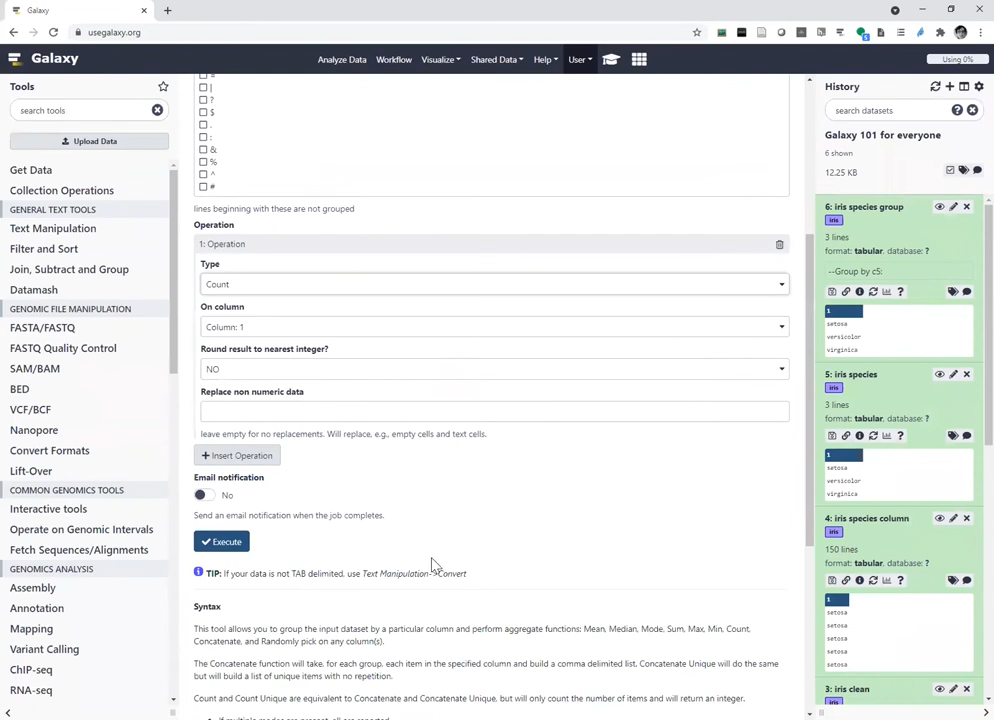 Galaxy
usegalaxy.org
Galaxy
Analyze Data Workflow Visualize Shared Data Help User
Using 0%
Tools
search tools
Upload Data
Get Data
Collection Operations
GENERAL TEXT TOOLS
Text Manipulation
Filter and Sort
Join, Subtract and Group
Datamash
GENOMIC FILE MANIPULATION
FASTA/FASTQ
FASTQ Quality Control
SAM/BAM
BED
VCF/BCF
Nanopore
Convert Formats
Lift-Over
COMMON GENOMICS TOOLS
Interactive tools
Operate on Genomic Intervals
Fetch Sequences/Alignments
GENOMICS ANALYSIS
Assembly
Annotation
Mapping
Variant Calling
ChIP-seq
RNA-seq
=
|
?
$
.
:
&
%
^
#
lines beginning with these are not grouped
Operation
1: Operation
Type
Count
On column
Column: 1
Round result to nearest integer?
NO
Replace non numeric data
leave empty for no replacements. Will replace, e.g., empty cells and text cells.
+ Insert Operation
Email notification
No
Send an email notification when the job completes.
Execute
TIP: If your data is not TAB delimited, use Text Manipulation->Convert
Syntax
This tool allows you to group the input dataset by a particular column and perform aggregate functions: Mean, Median, Mode, Sum, Max, Min, Count,
Concatenate, and Randomly pick on any column(s).
The Concatenate function will take, for each group, each item in the specified column and build a comma delimited list. Concatenate Unique will do the same
but will build a list of unique items with no repetition.
Count and Count Unique are equivalent to Concatenate and Concatenate Unique, but will only count the number of items and will return an integer.
If multiple modes are present, all are reported.
History
search datasets
Galaxy 101 for everyone
6 shown
12.25 KB
6: iris species group
iris
3 lines
format: tabular, database: ?
--Group by c5:
1
setosa
versicolor
virginica
5: iris species
iris
3 lines
format: tabular, database: ?
1
setosa
versicolor
virginica
4: iris species column
iris
150 lines
format: tabular, database: ?
1
setosa
setosa
setosa
setosa
setosa
3: iris clean
iris